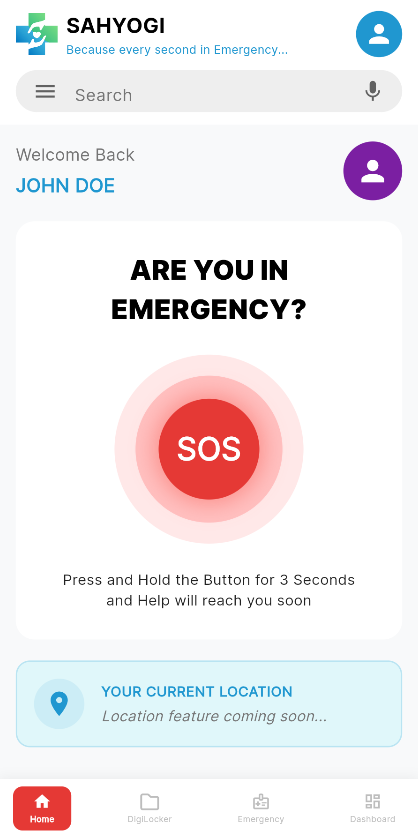 SAHYOGI
Because every second in Emergency...
Search
Welcome Back
JOHN DOE
ARE YOU IN
EMERGENCY?
SOS
Press and Hold the Button for 3 Seconds
and Help will reach you soon
YOUR CURRENT LOCATION
Location feature coming soon...
Home
DigiLocker
Emergency
Dashboard